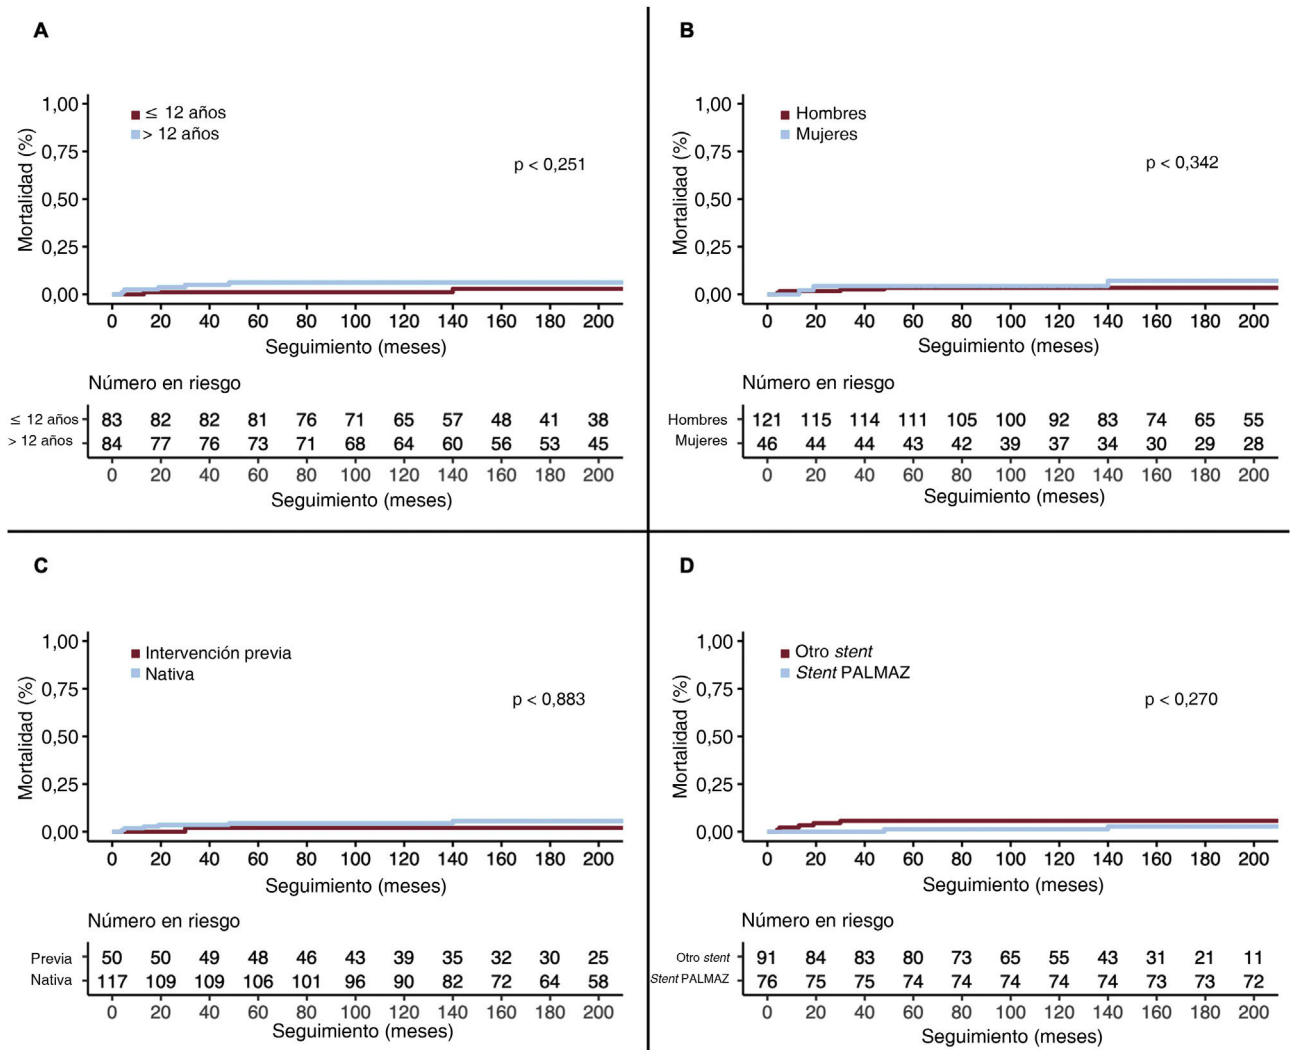 A
1,00
0,75
0,50
0,25
0,00
Mortalidad (%)
≤ 12 años
> 12 años
p < 0,251
0 20 40 60 80 100 120 140 160 180 200
Seguimiento (meses)
Número en riesgo
≤ 12 años 83 82 82 81 76 71 65 57 48 41 38
> 12 años 84 77 76 73 71 68 64 60 56 53 45
0 20 40 60 80 100 120 140 160 180 200
Seguimiento (meses)
B
1,00
0,75
0,50
0,25
0,00
Mortalidad (%)
Hombres
Mujeres
p < 0,342
0 20 40 60 80 100 120 140 160 180 200
Seguimiento (meses)
Número en riesgo
Hombres 121 115 114 111 105 100 92 83 74 65 55
Mujeres 46 44 44 43 42 39 37 34 30 29 28
0 20 40 60 80 100 120 140 160 180 200
Seguimiento (meses)
C
1,00
0,75
0,50
0,25
0,00
Mortalidad (%)
Intervención previa
Nativa
p < 0,883
0 20 40 60 80 100 120 140 160 180 200
Seguimiento (meses)
Número en riesgo
Previa 50 50 49 48 46 43 39 35 32 30 25
Nativa 117 109 109 106 101 96 90 82 72 64 58
0 20 40 60 80 100 120 140 160 180 200
Seguimiento (meses)
D
1,00
0,75
0,50
0,25
0,00
Mortalidad (%)
Otro stent
Stent PALMAZ
p < 0,270
0 20 40 60 80 100 120 140 160 180 200
Seguimiento (meses)
Número en riesgo
Otro stent 91 84 83 80 73 65 55 43 31 21 11
Stent PALMAZ 76 75 75 74 74 74 74 74 73 73 72
0 20 40 60 80 100 120 140 160 180 200
Seguimiento (meses)